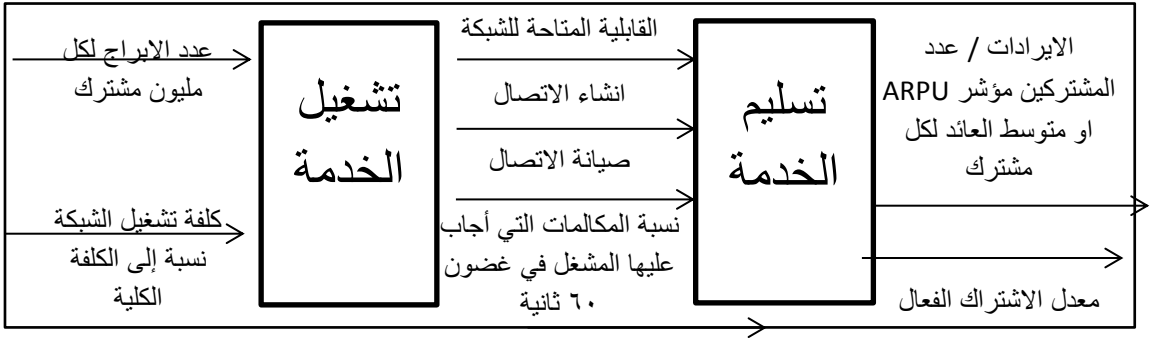 عدد الابراج لكل
مليون مشترك
كلفة تشغيل الشبكة
نسبة إلى الكلفة
الكلية
تشغيل
الخدمة
القابلية المتاحة للشبكة
انشاء الاتصال
صيانة الاتصال
نسبة المكالمات التي أجاب
عليها المشغل في غضون
٦٠ ثانية
تسليم
الخدمة
الايرادات / عدد
المشتركين مؤشر ARPU
او متوسط العائد لكل
مشترك
معدل الاشتراك الفعال